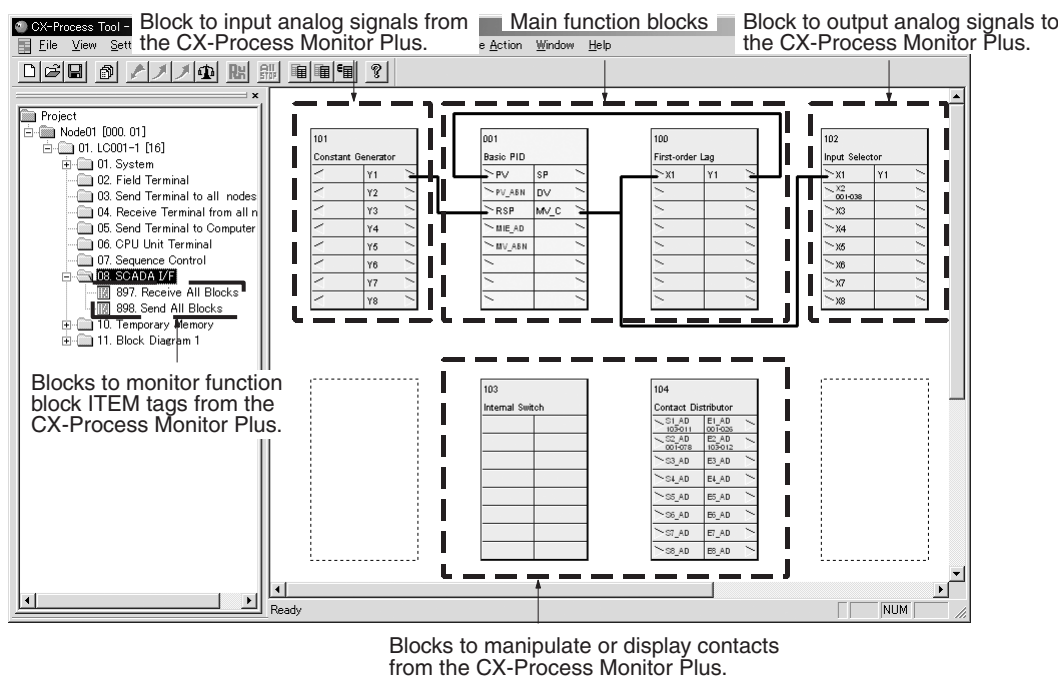 Block to input analog signals from
the CX-Process Monitor Plus.
Main function blocks
Block to output analog signals to
the CX-Process Monitor Plus.
CX-Process Tool -
File View Sett
e Action Window Help
Project
Node01 [000. 01]
01. LC001-1 [16]
01. System
02. Field Terminal
03. Send Terminal to all nodes
04. Receive Terminal from all n
05. Send Terminal to Computer
06. CPU Unit Terminal
07. Sequence Control
08. SCADA I/F
897. Receive All Blocks
898. Send All Blocks
10. Temporary Memory
11. Block Diagram 1
Blocks to monitor function
block ITEM tags from the
CX-Process Monitor Plus.
101
Constant Generator
Y1
Y2
Y3
Y4
Y5
Y6
Y7
Y8
001
Basic PID
PV SP
PV_ABN DV
RSP MV_C
MIE_AD
MV_ABN
100
First-order Lag
X1 Y1
102
Input Selector
X1 Y1
X2
001-038
X3
X4
X5
X6
X7
X8
103
Internal Switch
104
Contact Distributor
S1_AD E1_AD
103-011 001-026
S2_AD E2_AD
001-078 103-012
S3_AD E3_AD
S4_AD E4_AD
S5_AD E5_AD
S6_AD E6_AD
S7_AD E7_AD
S8_AD E8_AD
Ready
NUM
Blocks to manipulate or display contacts
from the CX-Process Monitor Plus.